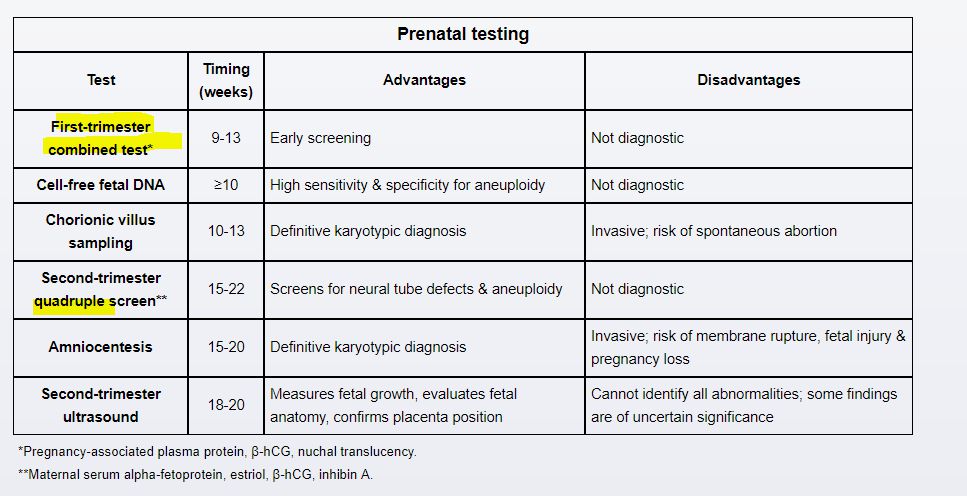 Prenatal testing
Test
Timing
(weeks)
Advantages
Disadvantages
First-trimester
combined test*
9-13
Early screening
Not diagnostic
Cell-free fetal DNA
≥10
High sensitivity & specificity for aneuploidy
Not diagnostic
Chorionic villus
sampling
10-13
Definitive karyotypic diagnosis
Invasive; risk of spontaneous abortion
Second-trimester
quadruple screen**
15-22
Screens for neural tube defects & aneuploidy
Not diagnostic
Amniocentesis
15-20
Definitive karyotypic diagnosis
Invasive; risk of membrane rupture, fetal injury &
pregnancy loss
Second-trimester
ultrasound
18-20
Measures fetal growth, evaluates fetal
anatomy, confirms placenta position
Cannot identify all abnormalities; some findings
are of uncertain significance
*Pregnancy-associated plasma protein, β-hCG, nuchal translucency.
**Maternal serum alpha-fetoprotein, estriol, β-hCG, inhibin A.